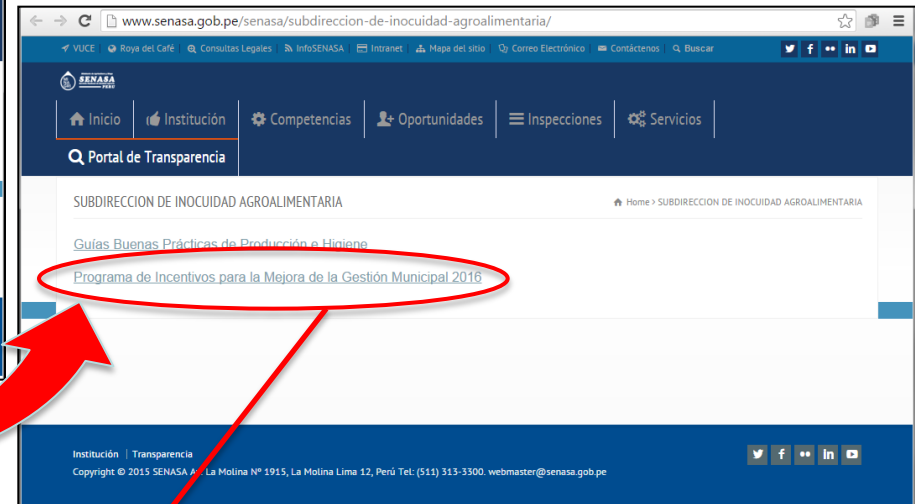 www.senasa.gob.pe/senasa/subdireccion-de-inocuidad-agroalimentaria/
VUCE Roya del Café Consultas Legales InfoSENASA Intranet Mapa del sitio Correo Electrónico Contáctenos Buscar
SENASA
PERU
Inicio Institución Competencias Oportunidades Inspecciones Servicios
Portal de Transparencia
SUBDIRECCION DE INOCUIDAD AGROALIMENTARIA
Home > SUBDIRECCION DE INOCUIDAD AGROALIMENTARIA
Guías Buenas Prácticas de Producción e Higiene
Programa de Incentivos para la Mejora de la Gestión Municipal 2016
Institución | Transparencia
Copyright © 2015 SENASA La Molina Nº 1915, La Molina Lima 12, Perú Tel: (511) 313-3300. webmaster@senasa.gob.pe